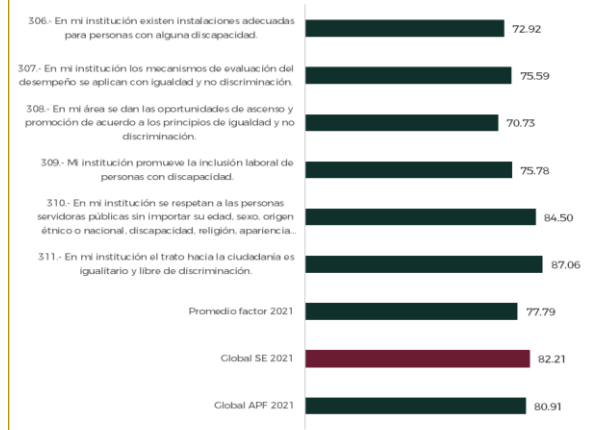 306.- En mi institución existen instalaciones adecuadas
para personas con alguna discapacidad.
72.92
307.- En mi institución los mecanismos de evaluación del
desempeño se aplican con igualdad y no discriminación.
75.59
308.- En mi área se dan las oportunidades de ascenso y
promoción de acuerdo a los principios de igualdad y no
discriminación.
70.73
309.- Mi institución promueve la inclusión laboral de
personas con discapacidad.
75.78
310.- En mi institución se respetan a las personas
servidoras públicas sin importar su edad, sexo, origen
étnico o nacional, discapacidad, religión, apariencia...
84.50
311.- En mi institución el trato hacia la ciudadanía es
igualitario y libre de discriminación.
87.06
Promedio factor 2021
77.79
Global SE 2021
82.21
Global APF 2021
80.91